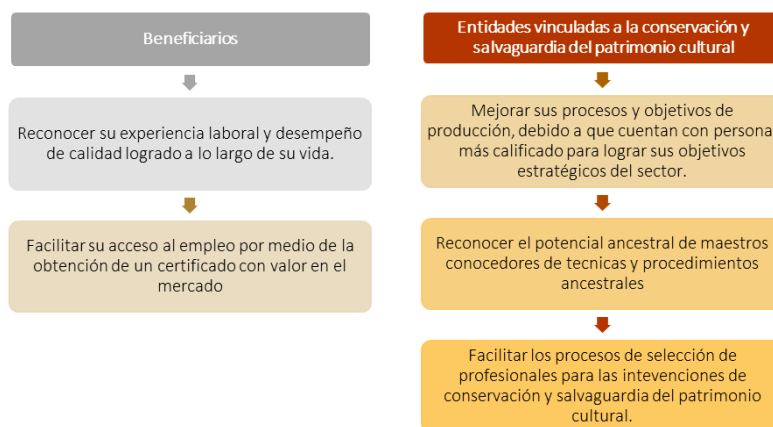 Beneficiarios
Reconocer su experiencia laboral y desempeño
de calidad logrado a lo largo de su vida.
Facilitar su acceso al empleo por medio de la
obtención de un certificado con valor en el
mercado
Entidades vinculadas a la conservación y
salvaguardia del patrimonio cultural
Mejorar sus procesos y objetivos de
producción, debido a que cuentan con persona
más calificado para lograr sus objetivos
estratégicos del sector.
Reconocer el potencial ancestral de maestros
conocedores de tecnicas y procedimientos
ancestrales
Facilitar los procesos de selección de
profesionales para las intevenciones de
conservación y salvaguardia del patrimonio
cultural.